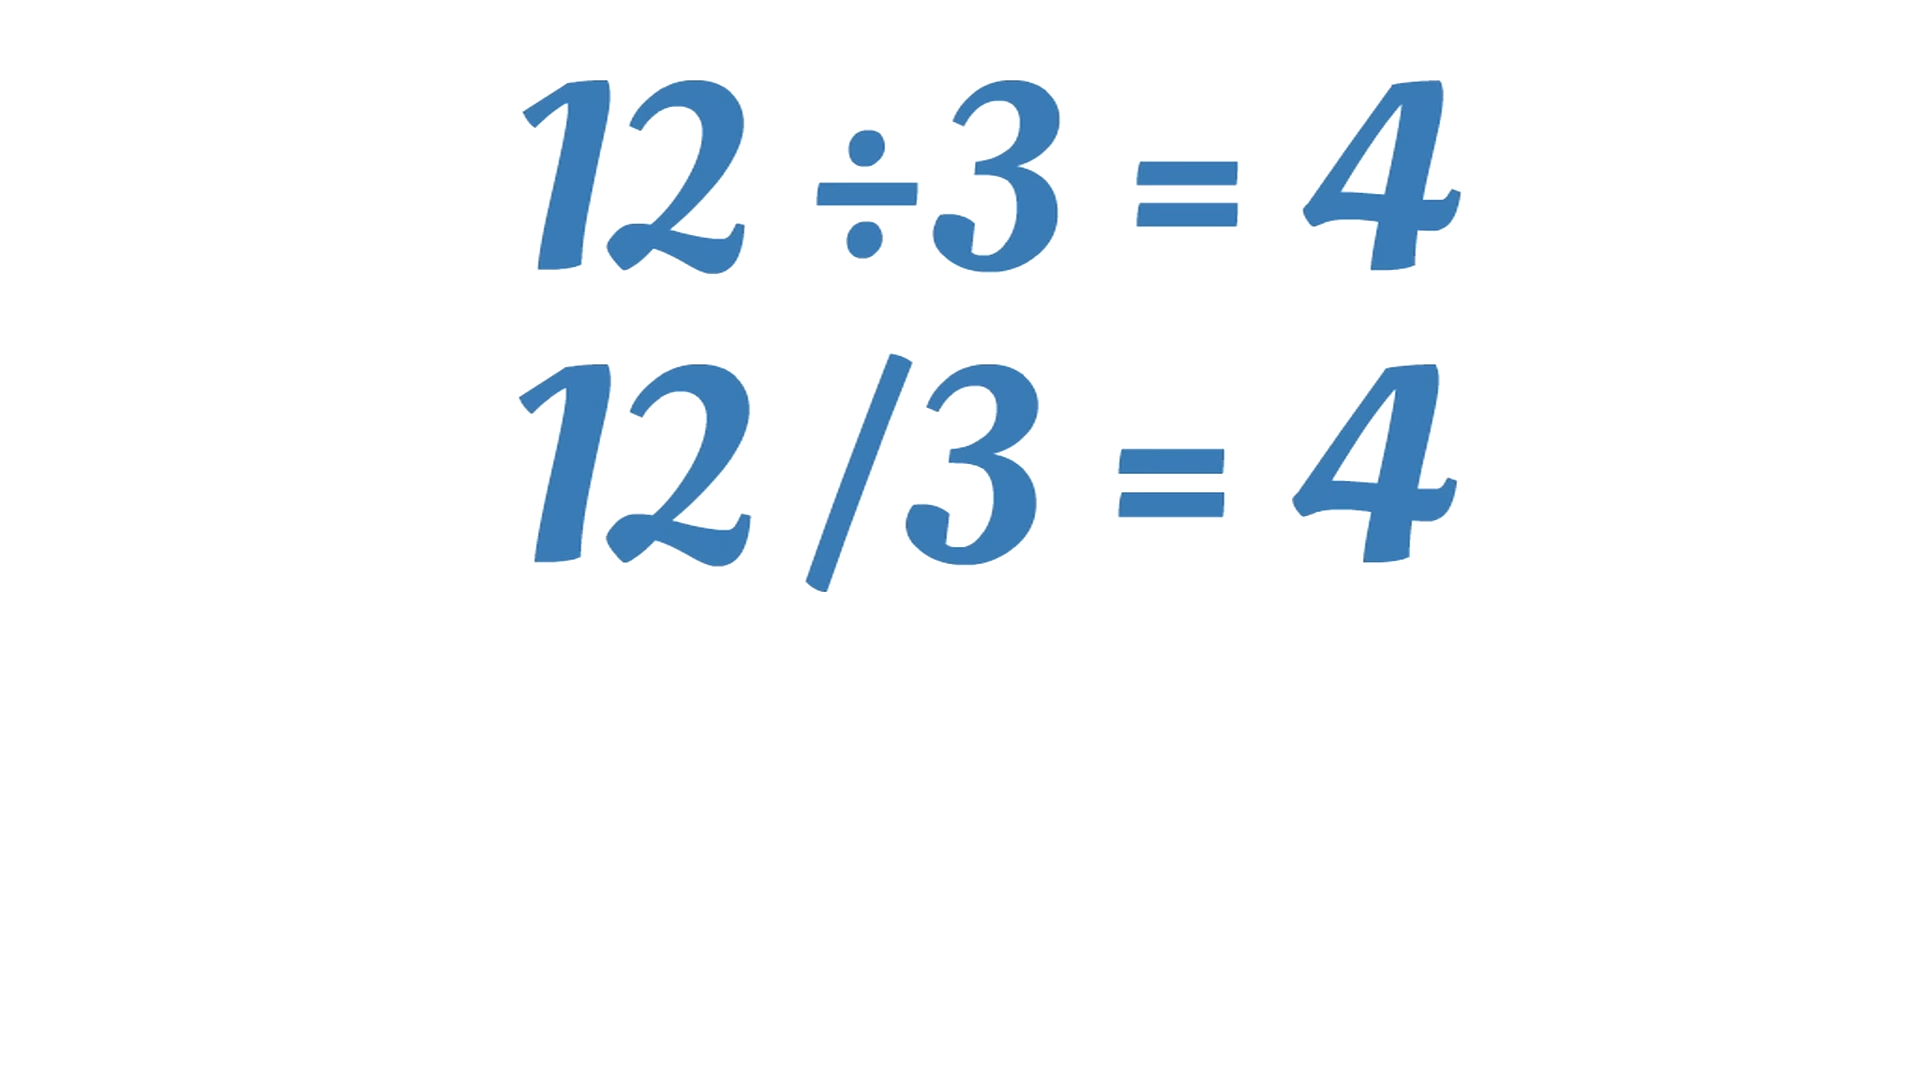 12 ÷3 = 4
12 /3 = 4